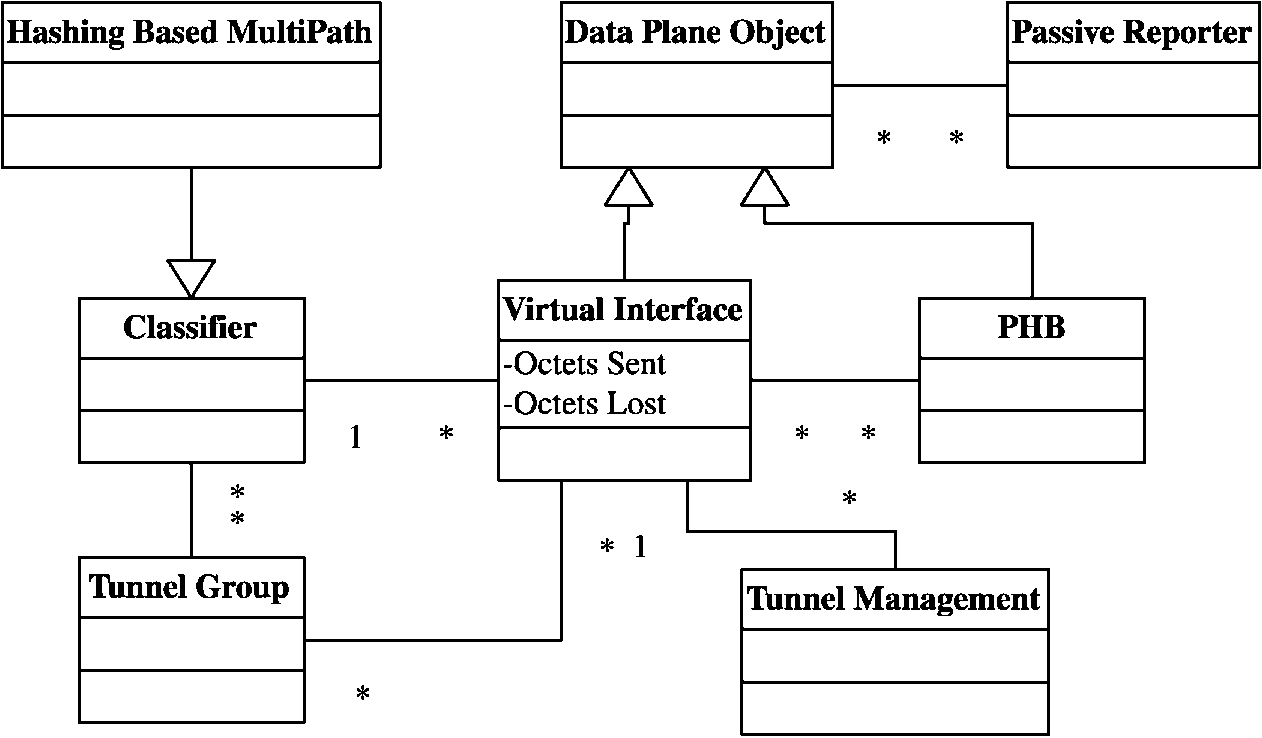 Hashing Based MultiPath
Data Plane Object
Passive Reporter
* *
Classifier
Virtual Interface
-Octets Sent
-Octets Lost
PHB
1 *
* *
*
*
*
* 1
Tunnel Group
Tunnel Management
*